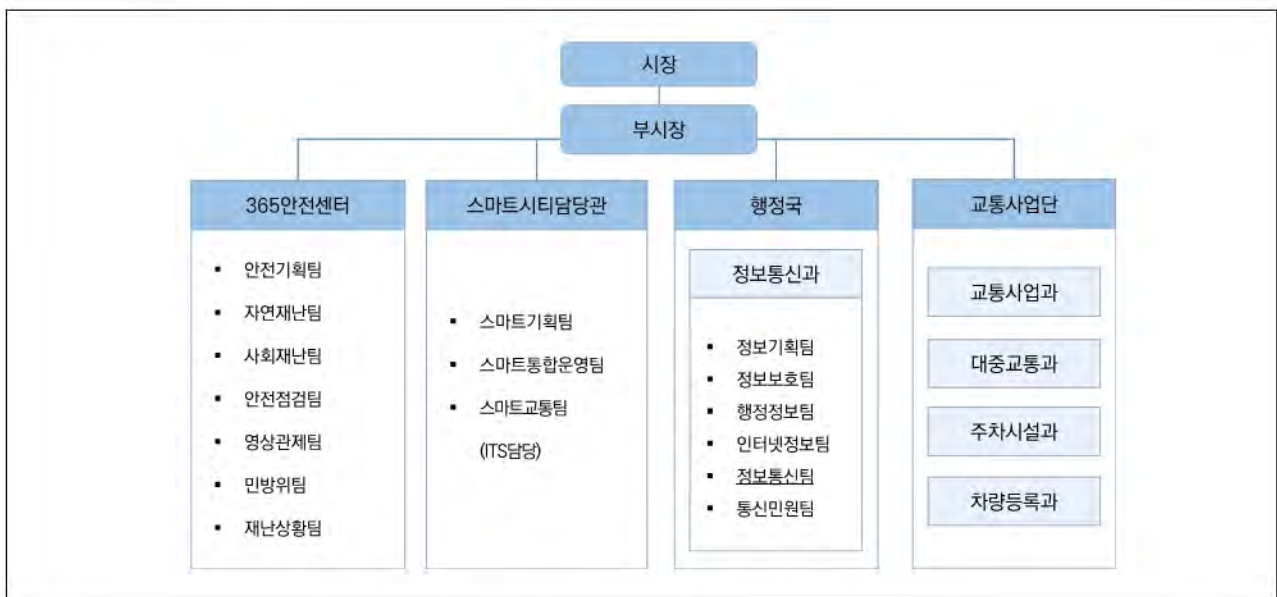 시장
부시장
365안전센터
▪ 안전기획팀
▪ 자연재난팀
▪ 사회재난팀
▪ 안전점검팀
▪ 영상관제팀
▪ 민방위팀
▪ 재난상황팀
스마트시티담당관
▪ 스마트기획팀
▪ 스마트통합운영팀
▪ 스마트교통팀
(ITS담당)
행정국
정보통신과
▪ 정보기획팀
▪ 정보보호팀
▪ 행정정보팀
▪ 인터넷정보팀
▪ 정보통신팀
▪ 통신민원팀
교통사업단
교통사업과
대중교통과
주차시설과
차량등록과